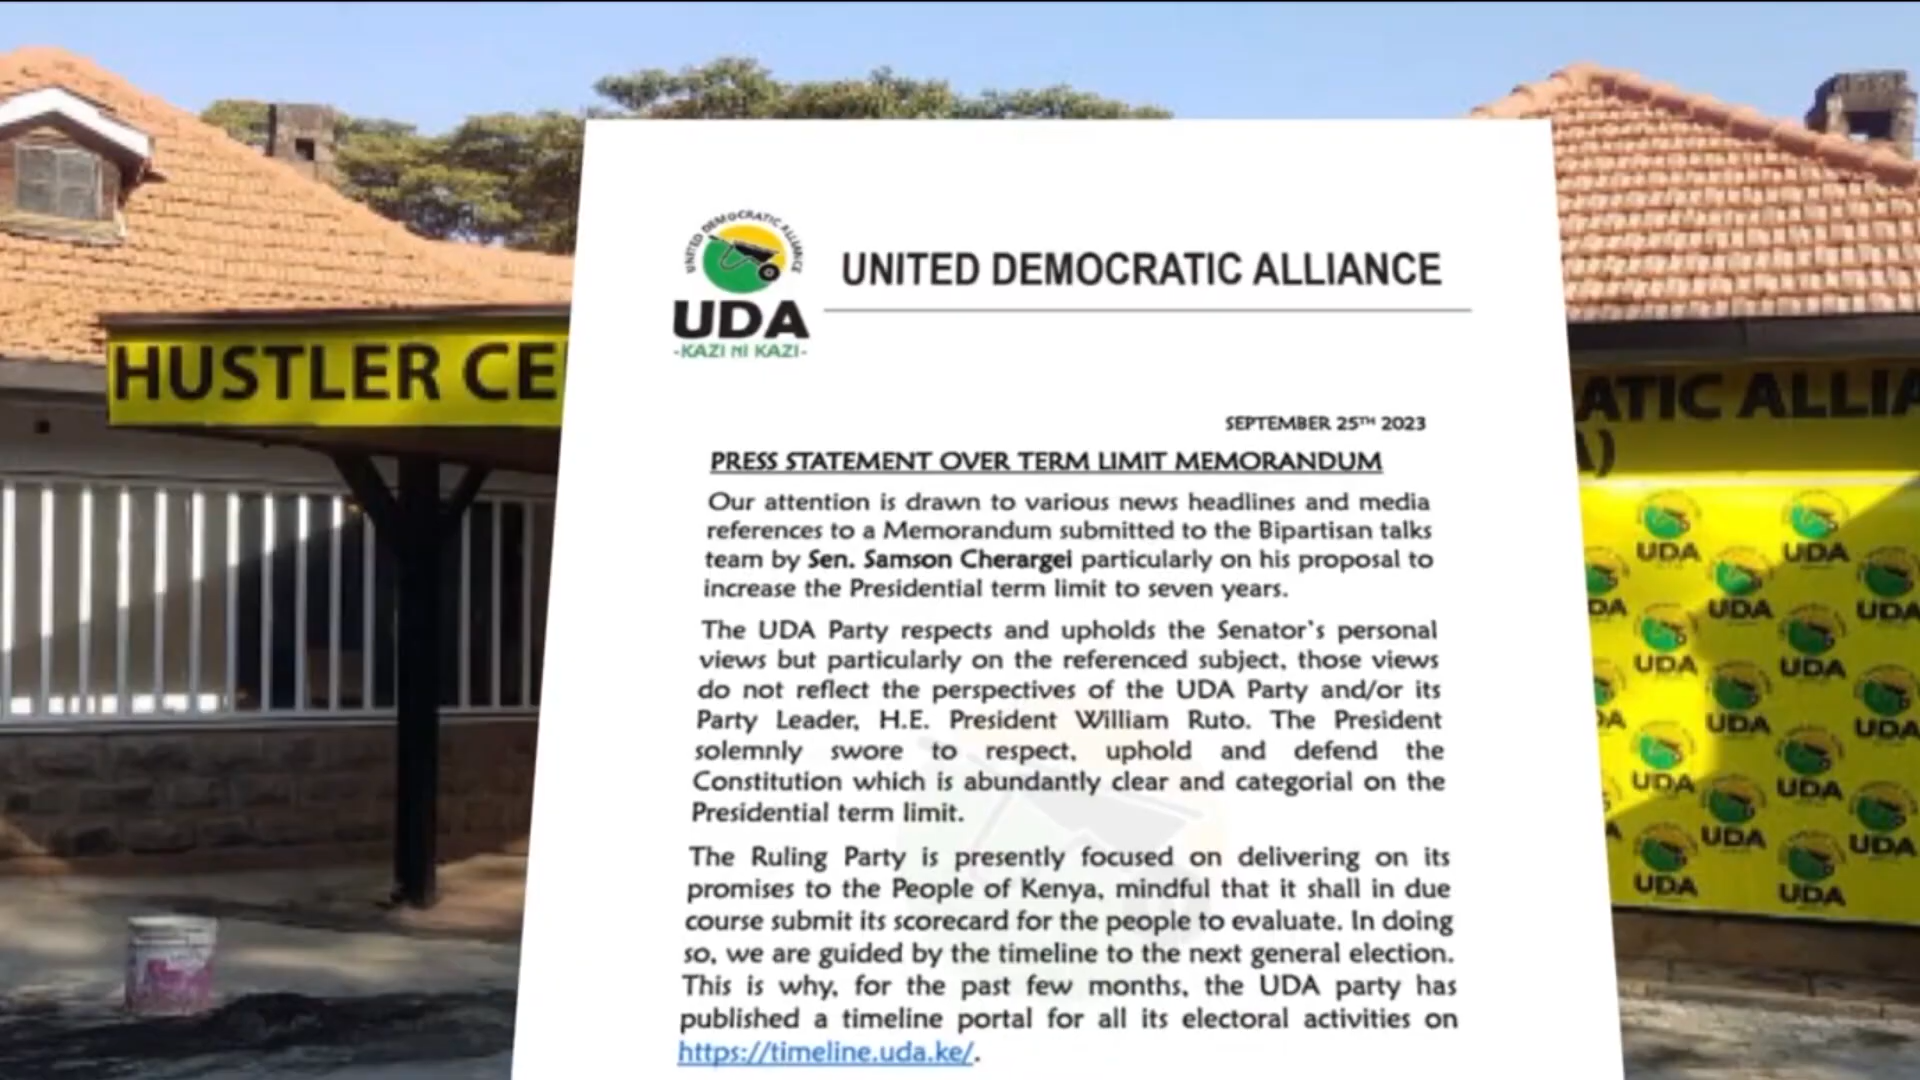 UNITED DEMOCRATIC ALLIANCE
UDA
-KAZI NI KAZI-
UNITED DEMOCRATIC ALLIANCE
HUSTLER CE
ATIC ALLIA
A)
SEPTEMBER 25TH 2023
PRESS STATEMENT OVER TERM LIMIT MEMORANDUM
Our attention is drawn to various news headlines and media
references to a Memorandum submitted to the Bipartisan talks
team by Sen. Samson Cherargei particularly on his proposal to
increase the Presidential term limit to seven years.
The UDA Party respects and upholds the Senator's personal
views but particularly on the referenced subject, those views
do not reflect the perspectives of the UDA Party and/or its
Party Leader, H.E. President William Ruto. The President
solemnly swore to respect, uphold and defend the
Constitution which is abundantly clear and categorial on the
Presidential term limit.
The Ruling Party is presently focused on delivering on its
promises to the People of Kenya, mindful that it shall in due
course submit its scorecard for the people to evaluate. In doing
so, we are guided by the timeline to the next general election.
This is why, for the past few months, the UDA party has
published a timeline portal for all its electoral activities on
https://timeline.uda.ke/.
UDA UDA
DA UDA UDA
UDA UDA
DA UDA UDA
UDA UDA
UDA UDA
UDA UDA